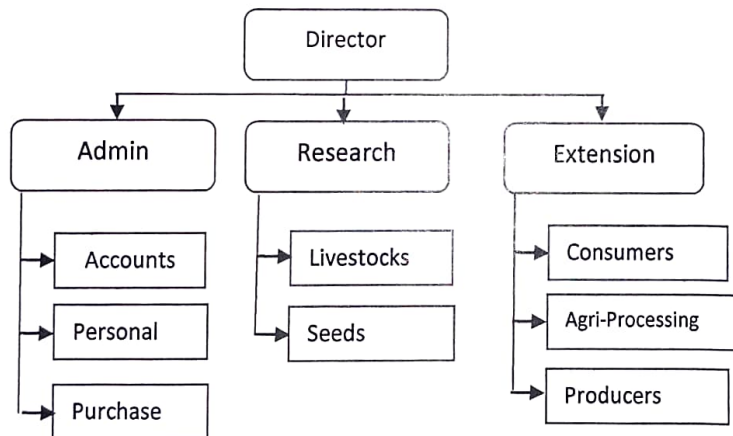 Director
Admin
Research
Extension
Accounts
Personal
Purchase
Livestocks
Seeds
Consumers
Agri-Processing
Producers